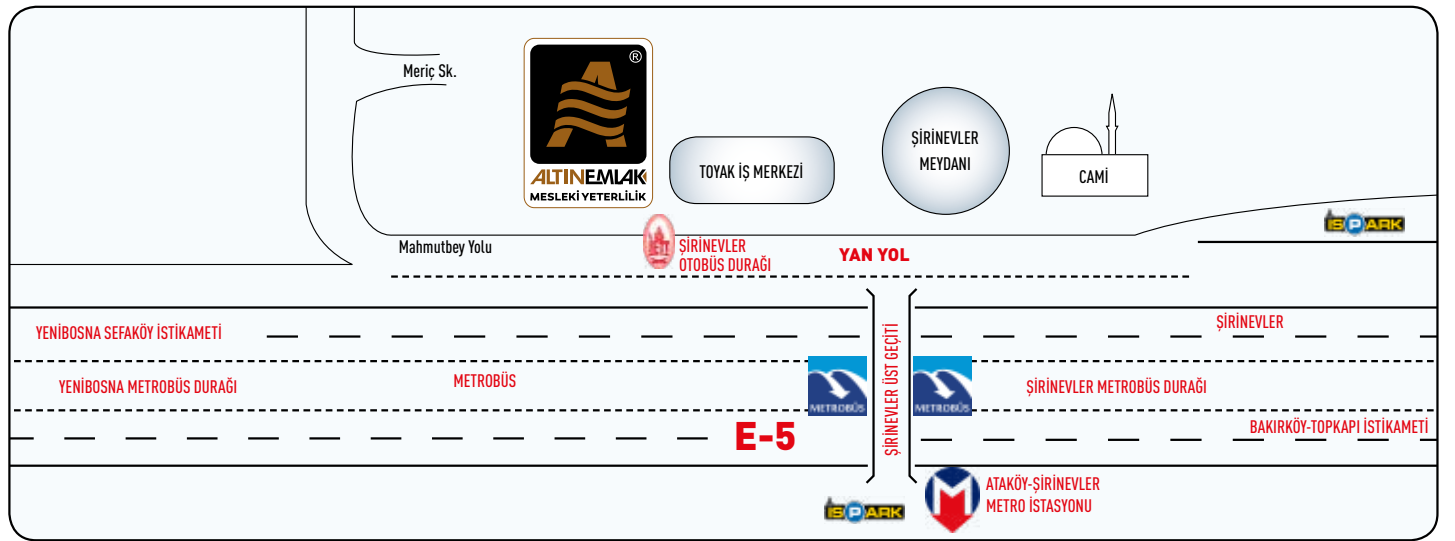 Meriç Sk.
®
ALTINEMLAK
MESLEKİ YETERLİLİK
TOYAK İŞ MERKEZİ
ŞİRİNEVLER
MEYDANI
CAMİ
İSPARK
Mahmutbey Yolu
İETT
ŞİRİNEVLER
OTOBÜS DURAĞI
YAN YOL
YENİBOSNA SEFAKÖY İSTİKAMETİ
ŞİRİNEVLER
YENİBOSNA METROBÜS DURAĞI
METROBÜS
METROBÜS
ŞİRİNEVLER ÜST GEÇİTİ
METROBÜS
ŞİRİNEVLER METROBÜS DURAĞI
E-5
BAKIRKÖY-TOPKAPI İSTİKAMETİ
İSPARK
M
ATAKÖY-ŞİRİNEVLER
METRO İSTASYONU